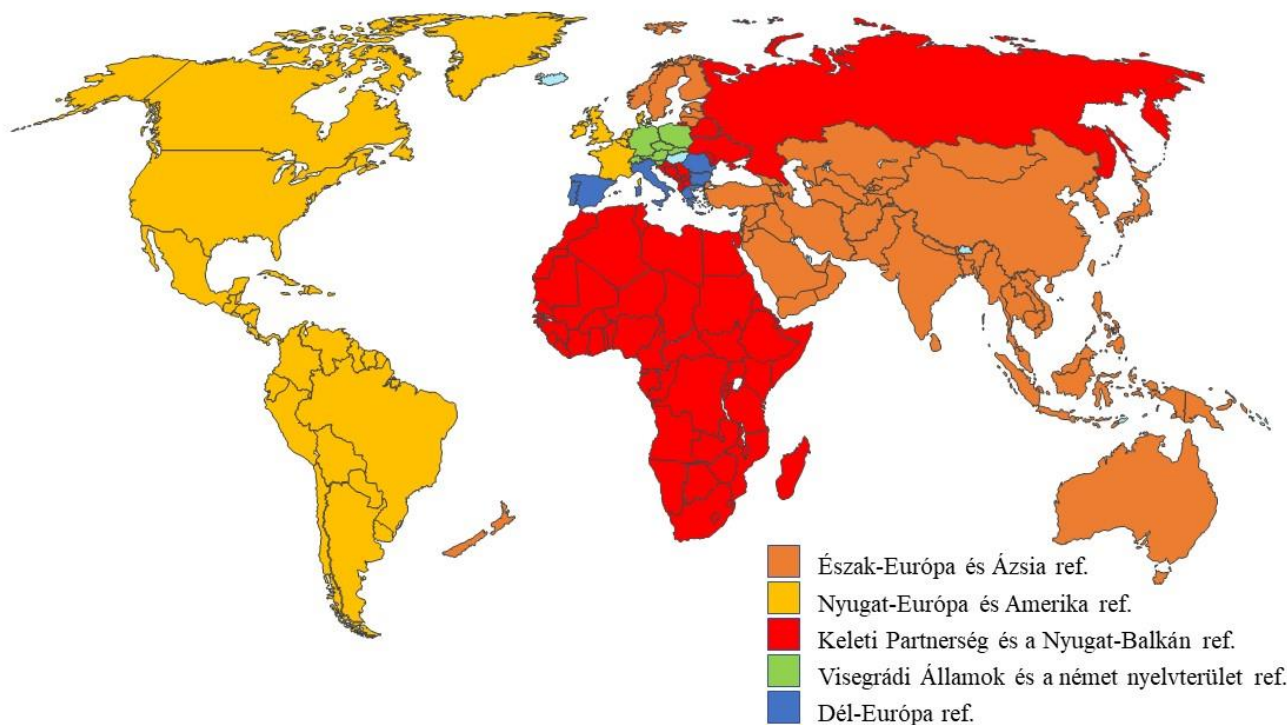 Észak-Európa és Ázsia ref.
Nyugat-Európa és Amerika ref.
Keleti Partnerség és a Nyugat-Balkán ref.
Visegrádi Államok és a német nyelvterület ref.
Dél-Európa ref.